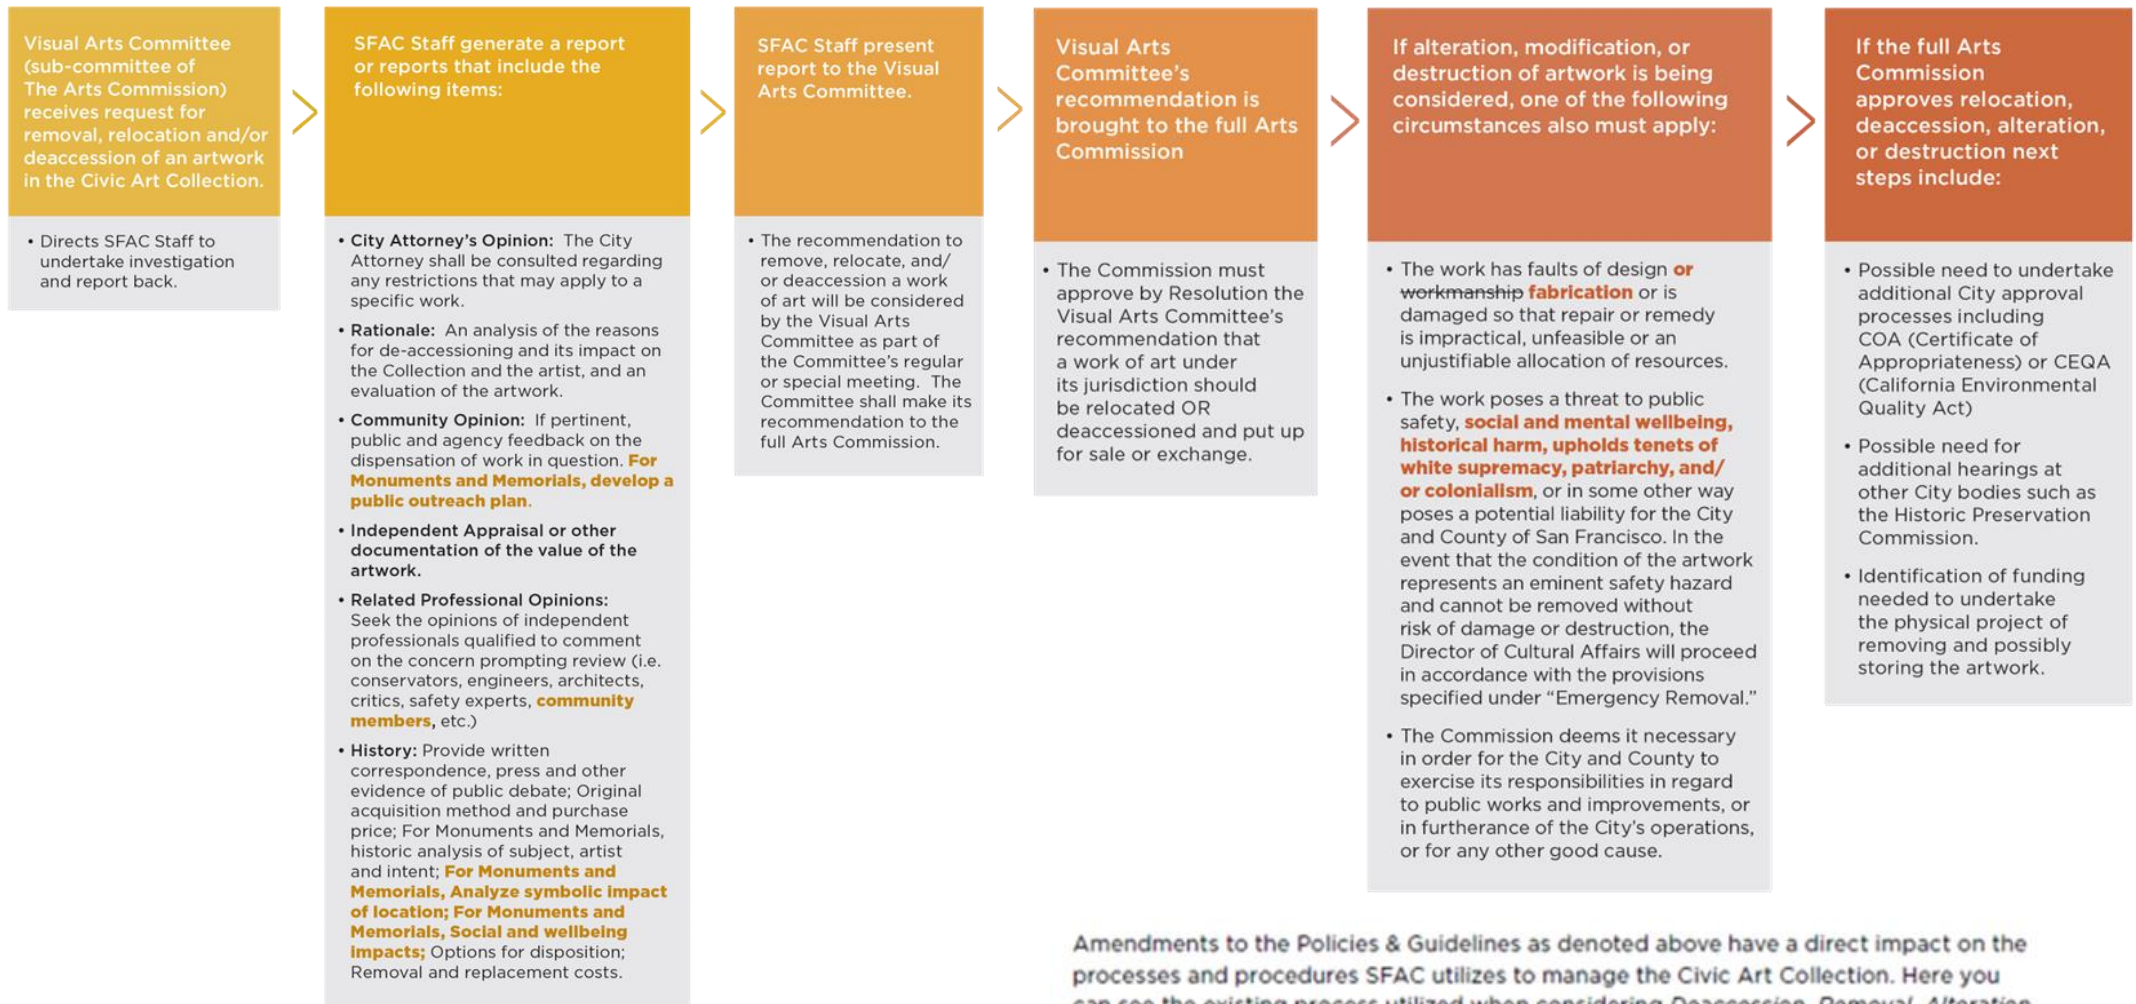 Visual Arts Committee
(sub-committee of
The Arts Commission)
receives request for
removal, relocation and/or
deaccession of an artwork
in the Civic Art Collection.
• Directs SFAC Staff to
undertake investigation
and report back.
SFAC Staff generate a report
or reports that include the
following items:
• City Attorney's Opinion: The City
Attorney shall be consulted regarding
any restrictions that may apply to a
specific work.
• Rationale: An analysis of the reasons
for de-accessioning and its impact on
the Collection and the artist, and an
evaluation of the artwork.
• Community Opinion: If pertinent,
public and agency feedback on the
dispensation of work in question. For
Monuments and Memorials, develop a
public outreach plan.
• Independent Appraisal or other
documentation of the value of the
artwork.
• Related Professional Opinions:
Seek the opinions of independent
professionals qualified to comment
on the concern prompting review (i.e.
conservators, engineers, architects,
critics, safety experts, community
members, etc.)
• History: Provide written
correspondence, press and other
evidence of public debate; Original
acquisition method and purchase
price; For Monuments and Memorials,
historic analysis of subject, artist
and intent; For Monuments and
Memorials, Analyze symbolic impact
of location; For Monuments and
Memorials, Social and wellbeing
impacts; Options for disposition;
Removal and replacement costs.
SFAC Staff present
report to the Visual
Arts Committee.
• The recommendation to
remove, relocate, and/
or deaccession a work
of art will be considered
by the Visual Arts
Committee as part of
the Committee's regular
or special meeting. The
Committee shall make its
recommendation to the
full Arts Commission.
Visual Arts
Committee's
recommendation is
brought to the full Arts
Commission
• The Commission must
approve by Resolution the
Visual Arts Committee's
recommendation that
a work of art under
its jurisdiction should
be relocated OR
deaccessioned and put up
for sale or exchange.
If alteration, modification, or
destruction of artwork is being
considered, one of the following
circumstances also must apply:
• The work has faults of design or
workmanship fabrication or is
damaged so that repair or remedy
is impractical, unfeasible or an
unjustifiable allocation of resources.
• The work poses a threat to public
safety, social and mental wellbeing,
historical harm, upholds tenets of
white supremacy, patriarchy, and/
or colonialism, or in some other way
poses a potential liability for the City
and County of San Francisco. In the
event that the condition of the artwork
represents an eminent safety hazard
and cannot be removed without
risk of damage or destruction, the
Director of Cultural Affairs will proceed
in accordance with the provisions
specified under “Emergency Removal.”
• The Commission deems it necessary
in order for the City and County to
exercise its responsibilities in regard
to public works and improvements, or
in furtherance of the City's operations,
or for any other good cause.
If the full Arts
Commission
approves relocation,
deaccession, alteration,
or destruction next
steps include:
• Possible need to undertake
additional City approval
processes including
COA (Certificate of
Appropriateness) or CEQA
(California Environmental
Quality Act)
• Possible need for
additional hearings at
other City bodies such as
the Historic Preservation
Commission.
• Identification of funding
needed to undertake
the physical project of
removing and possibly
storing the artwork.
Amendments to the Policies & Guidelines as denoted above have a direct impact on the
processes and procedures SFAC utilizes to manage the Civic Art Collection. Here you
can see the existing process utilized when considering Deaccession, Removal, Alteration